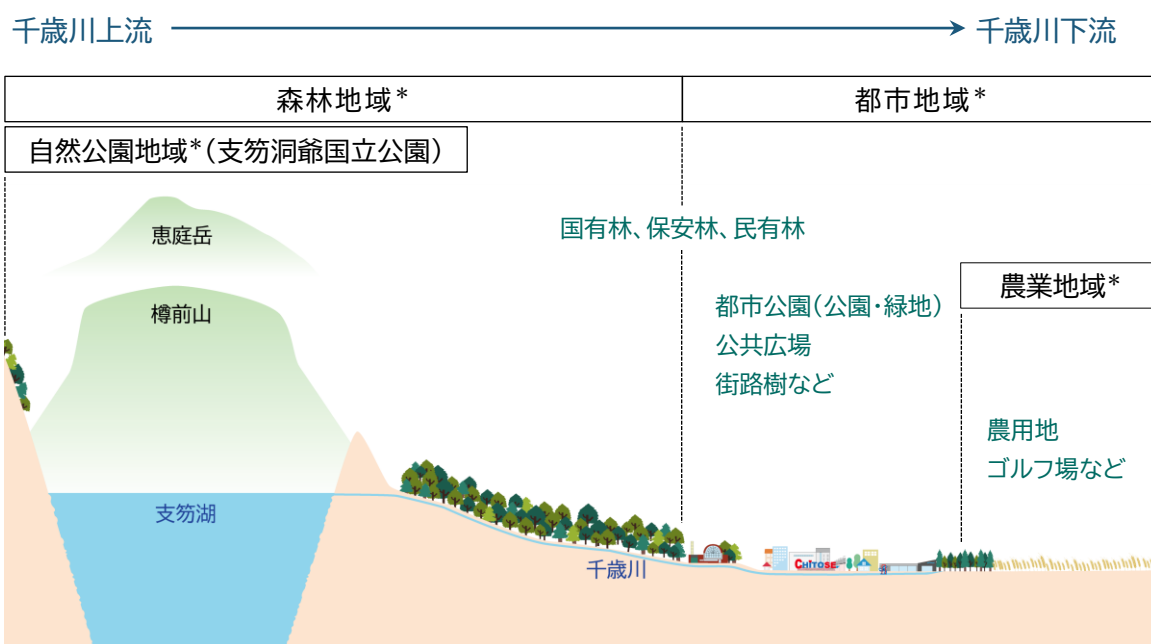 千歳川上流
千歳川下流
森林地域*
都市地域*
自然公園地域*(支笏洞爺国立公園)
恵庭岳
国有林、保安林、民有林
農業地域*
樽前山
都市公園(公園・緑地)
公共広場
街路樹など
農用地
ゴルフ場など
支笏湖
千歳川
CHITOSE